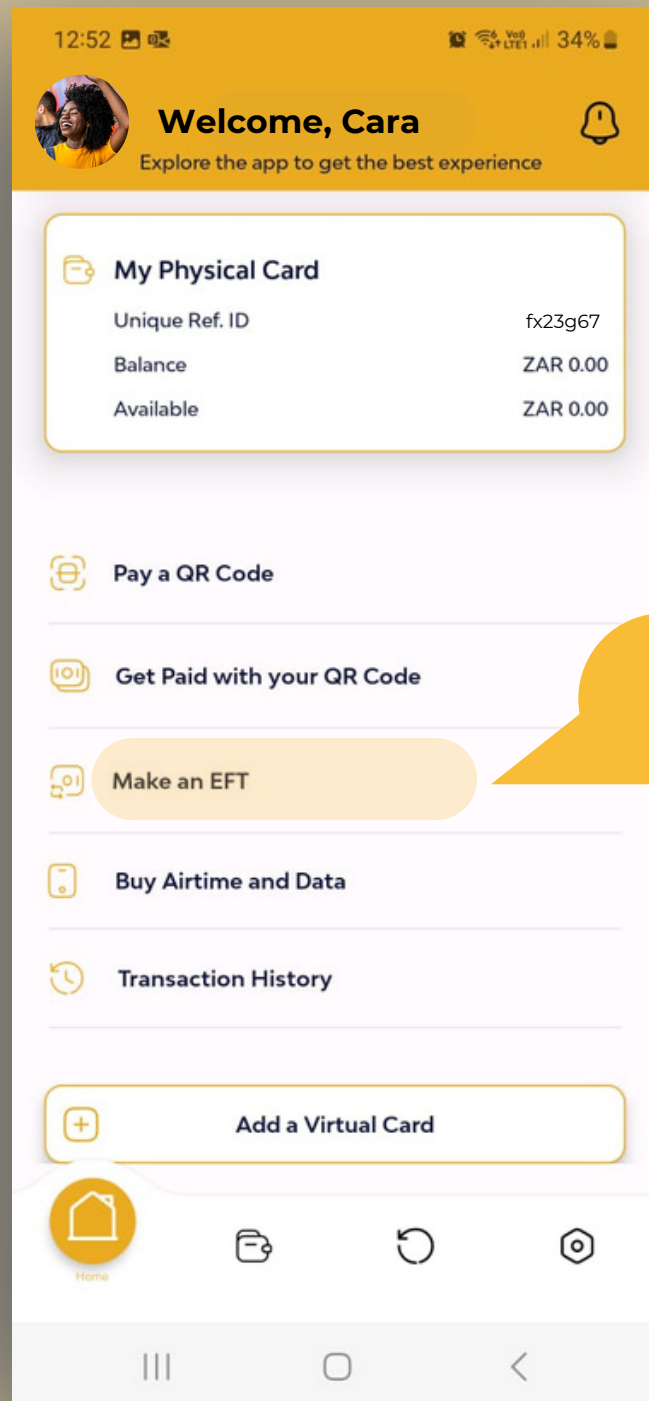 12:52
34%
Welcome, Cara
Explore the app to get the best experience
My Physical Card
Unique Ref. ID fx23g67
Balance ZAR 0.00
Available ZAR 0.00
Pay a QR Code
Get Paid with your QR Code
Make an EFT
Buy Airtime and Data
Transaction History
Add a Virtual Card
Home